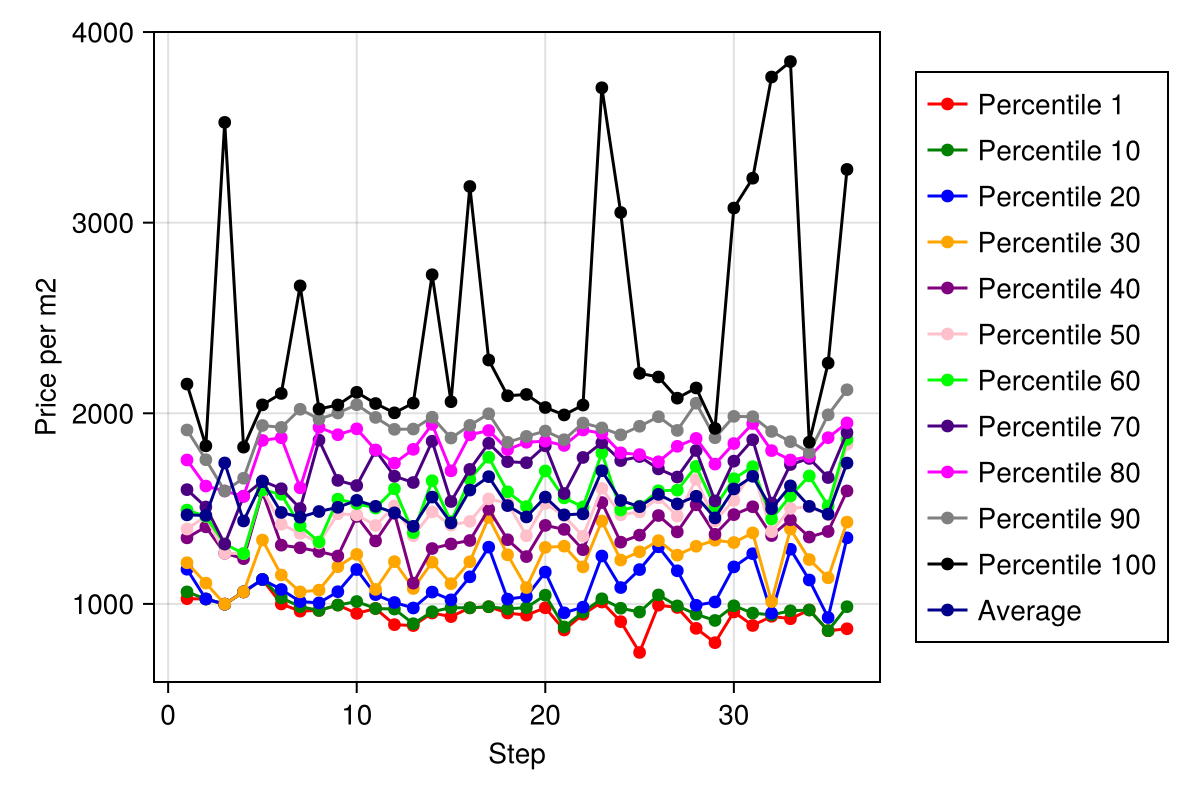 4000
3000
2000
1000
Price per m2
0
10
20
30
Step
Percentile 1
Percentile 10
Percentile 20
Percentile 30
Percentile 40
Percentile 50
Percentile 60
Percentile 70
Percentile 80
Percentile 90
Percentile 100
Average